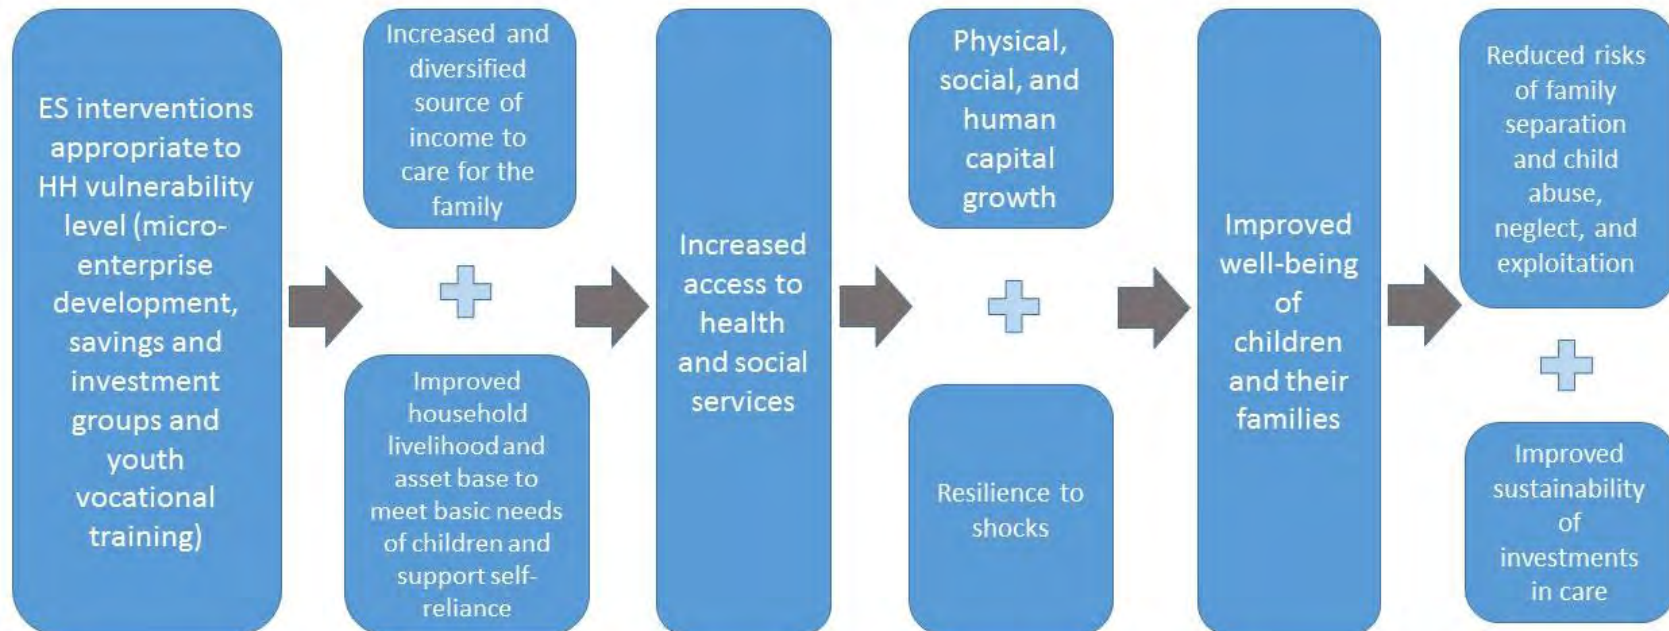 ES interventions
appropriate to
HH vulnerability
level (micro-
enterprise
development,
savings and
investment
groups and
youth
vocational
training)
Increased and
diversified
source of
income to
care for the
family
Improved
household
livelihood and
asset base to
meet basic needs
of children and
support self-
reliance
Increased
access to
health
and social
services
Physical,
social, and
human
capital
growth
Resilience to
shocks
Improved
well-being
of
children
and their
families
Reduced risks
of family
separation
and child
abuse,
neglect, and
exploitation
Improved
sustainability
of
investments
in care